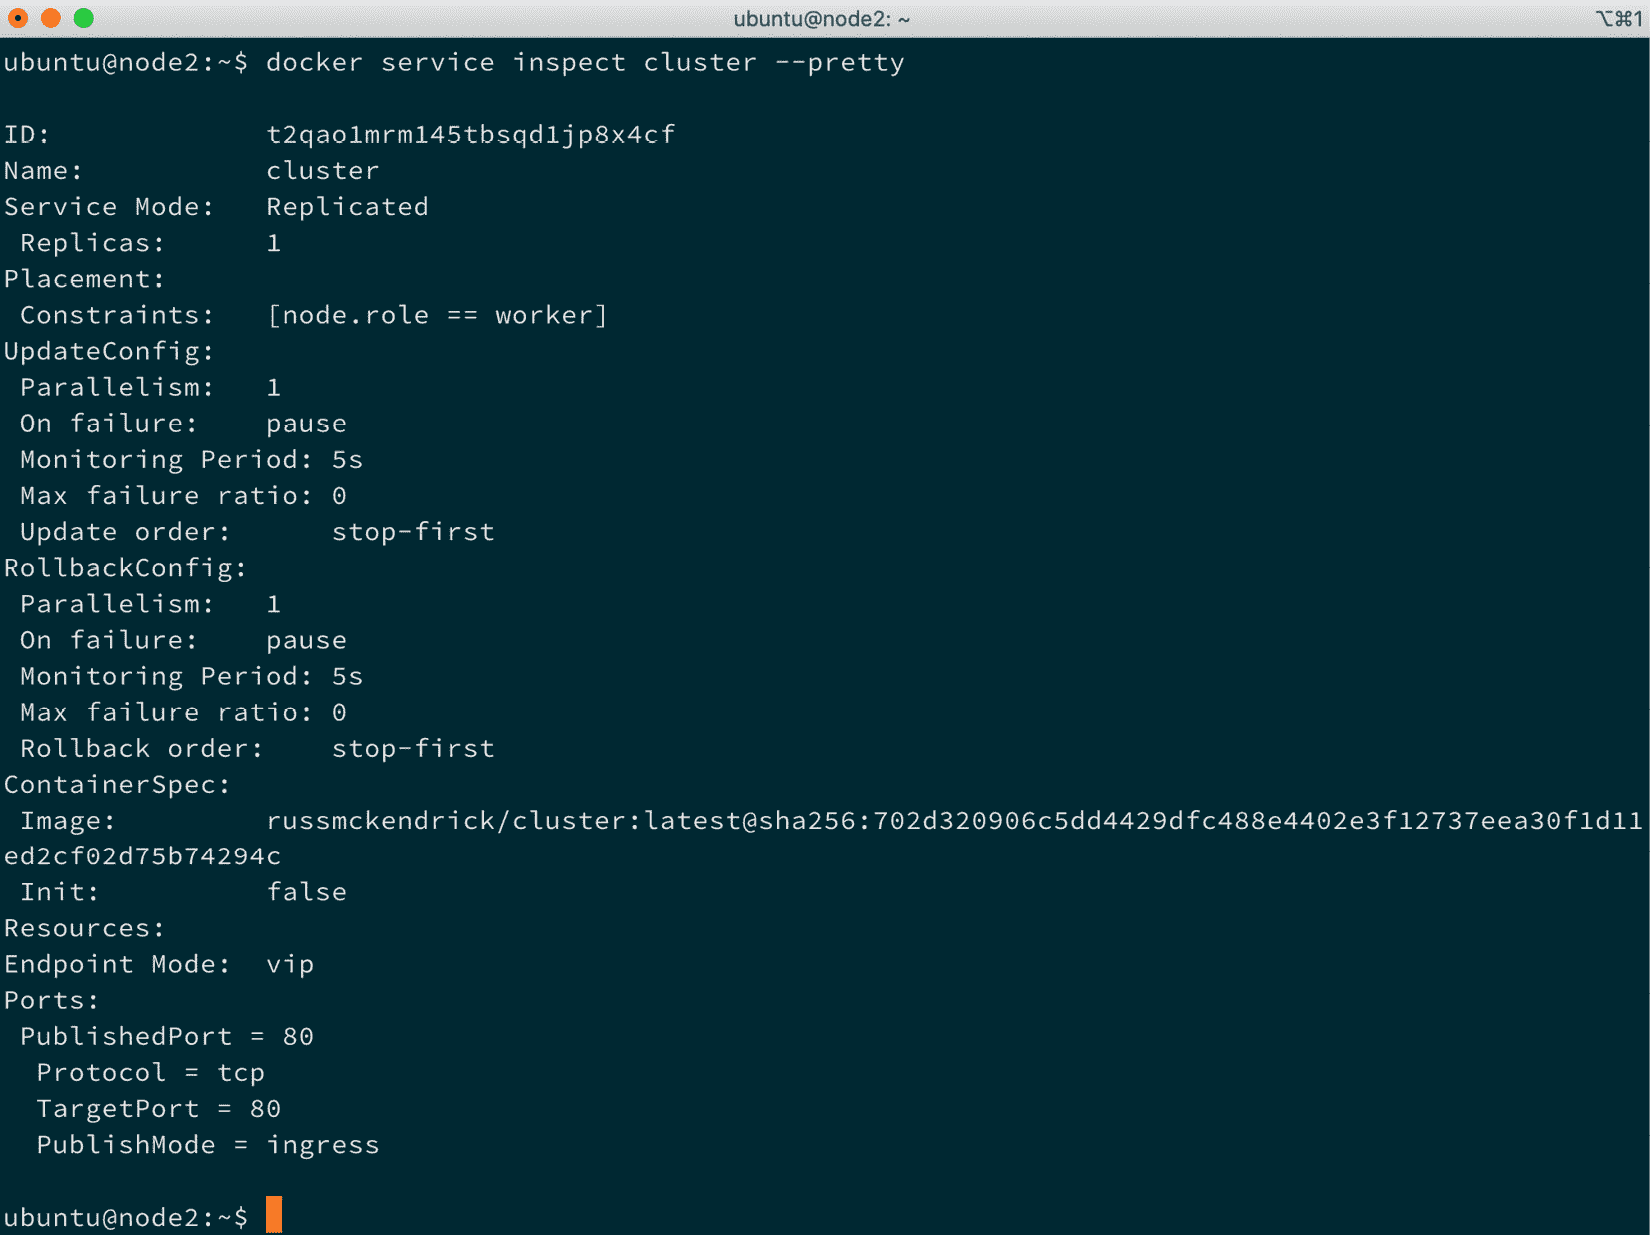 ubuntu@node2: ~
⌥⌘1
ubuntu@node2:~$ docker service inspect cluster --pretty
ID: t2qao1mrm145tbsqd1jp8x4cf
Name: cluster
Service Mode: Replicated
Replicas: 1
Placement:
Constraints: [node.role == worker]
UpdateConfig:
Parallelism: 1
On failure: pause
Monitoring Period: 5s
Max failure ratio: 0
Update order: stop-first
RollbackConfig:
Parallelism: 1
On failure: pause
Monitoring Period: 5s
Max failure ratio: 0
Rollback order: stop-first
ContainerSpec:
Image: russmckendrick/cluster:latest@sha256:702d320906c5dd4429dfc488e4402e3f12737eea30f1d11
ed2cf02d75b74294c
Init: false
Resources:
Endpoint Mode: vip
Ports:
PublishedPort = 80
Protocol = tcp
TargetPort = 80
PublishMode = ingress
ubuntu@node2:~$